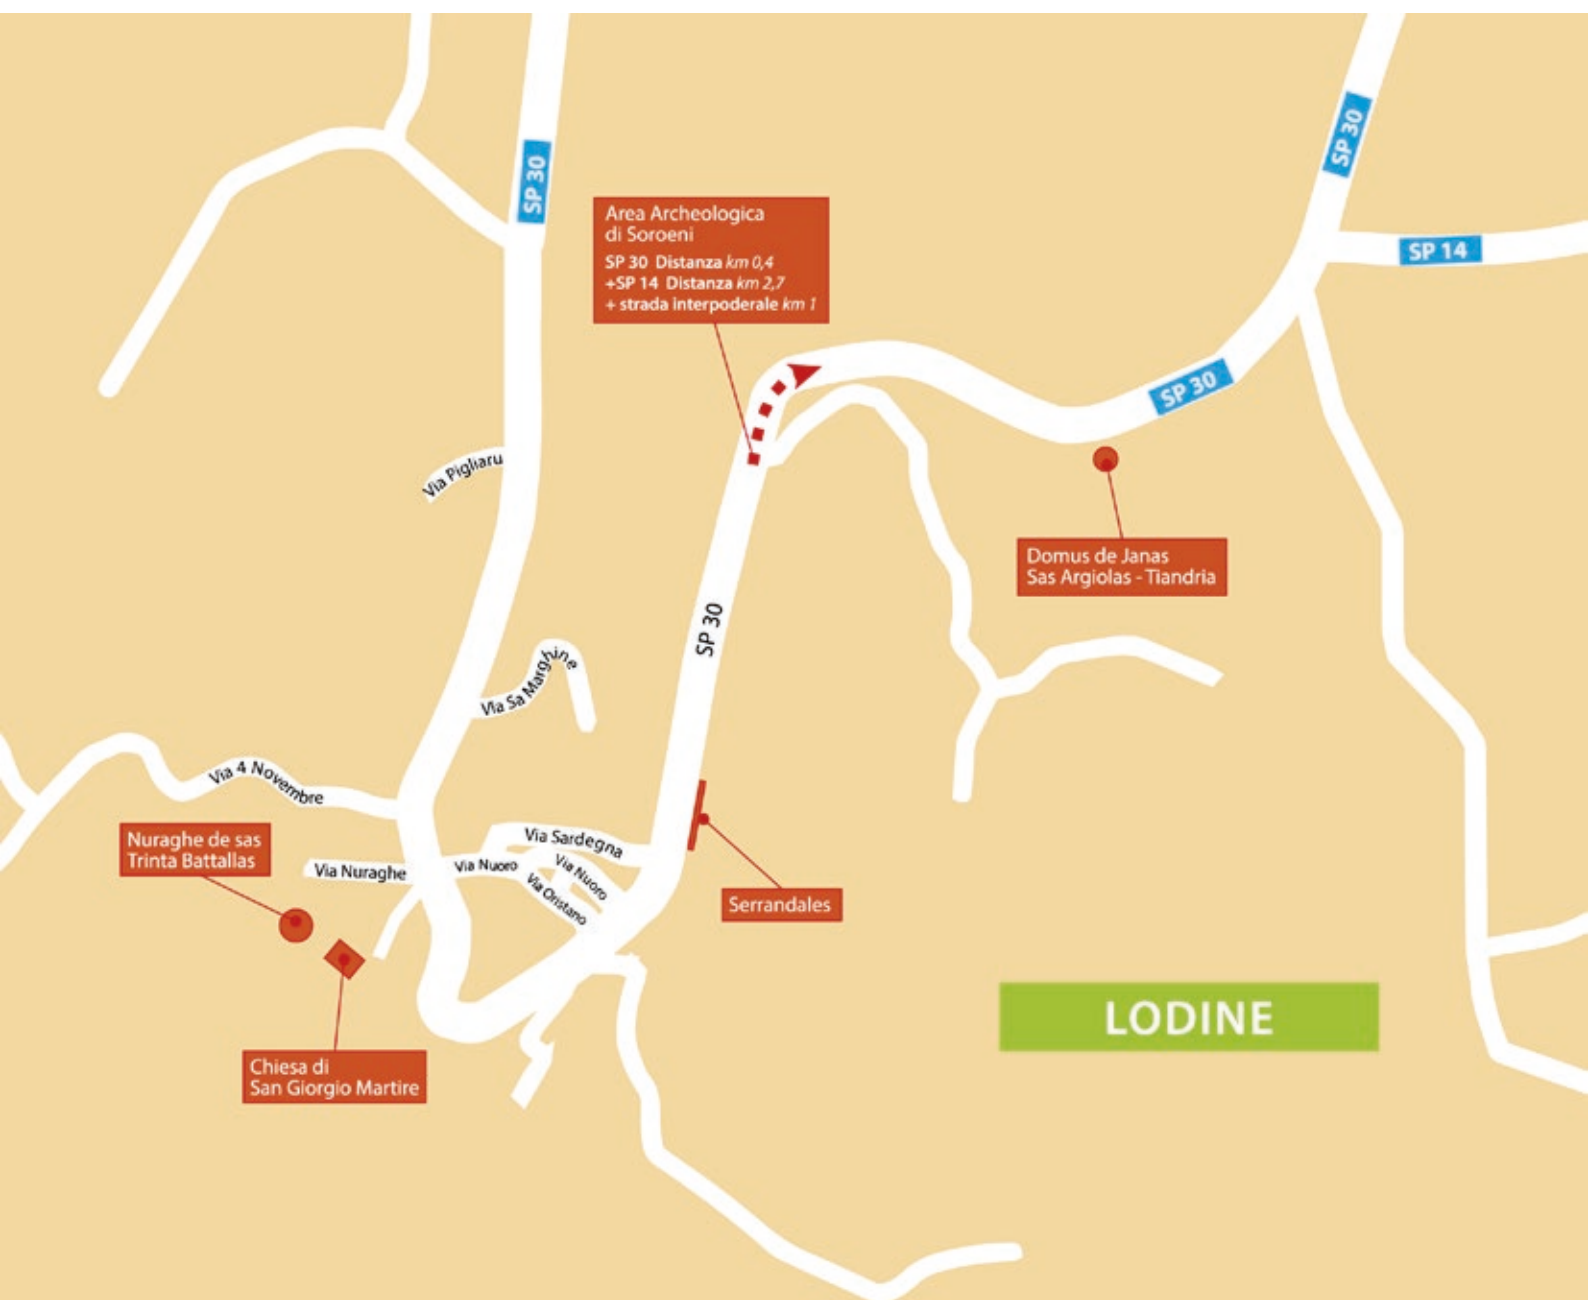 SP 30
SP 30
Area Archeologica
di Soroeni
SP 30 Distanza km 0,4
+SP 14 Distanza km 2,7
+ strada interpoderale km 1
SP 14
SP 30
Via Pigliaru
Domus de Janas
Sas Argiolas - Tiandria
SP 30
Via Sa Marghine
Via 4 Novembre
Nuraghe de sas
Trinta Battallas
Via Sardegna
Via Nuraghe
Via Nuoro
Via Nuoro
Via Oristano
Serrandales
LODINE
Chiesa di
San Giorgio Martire